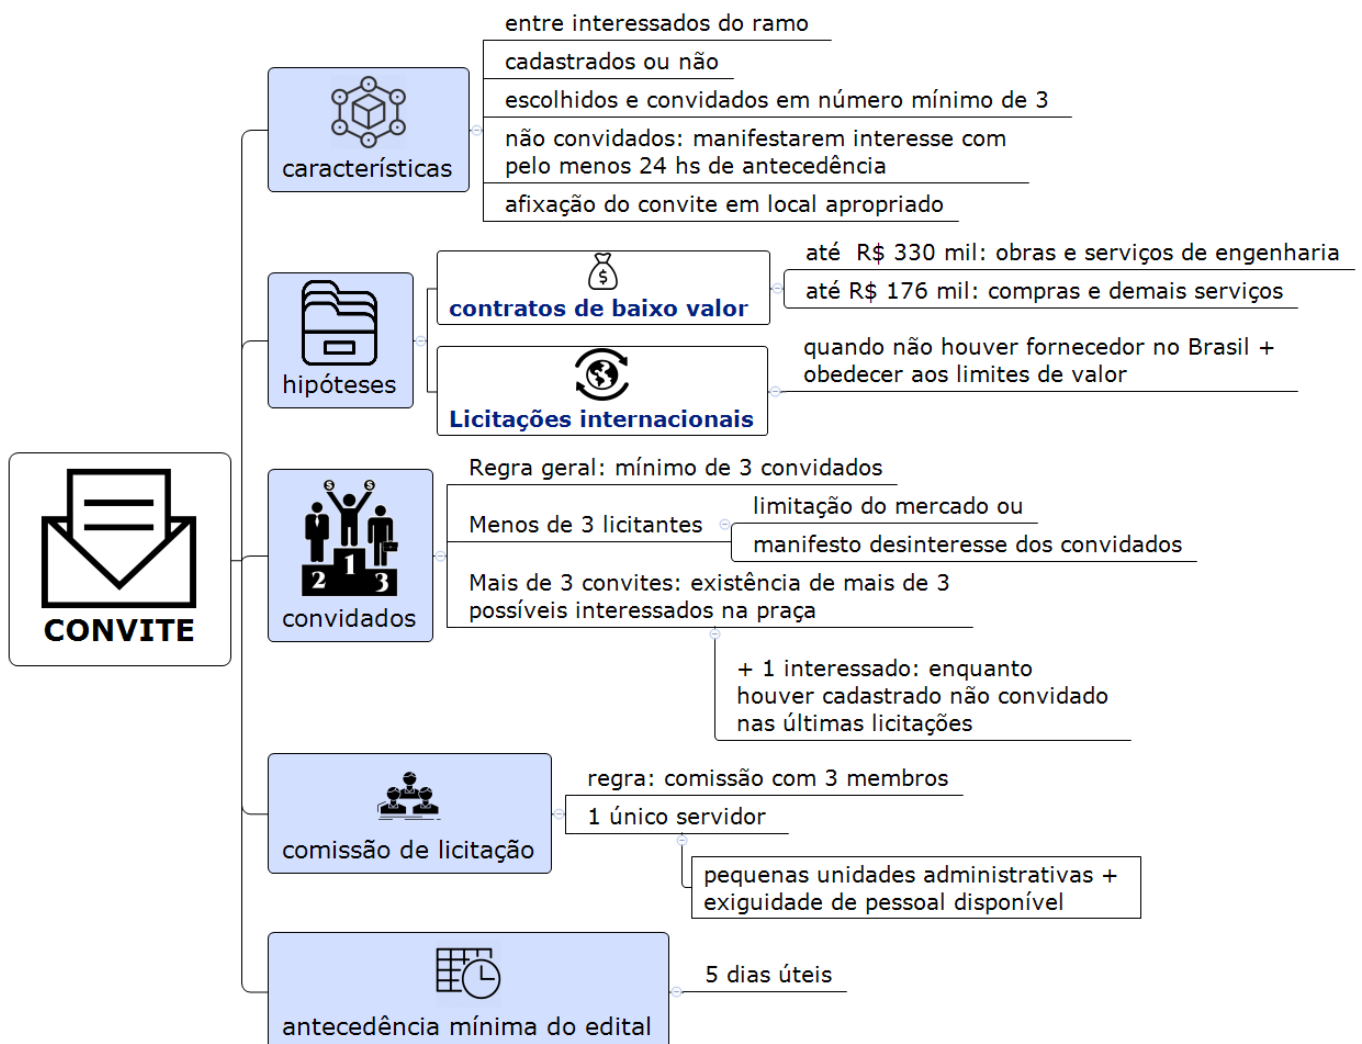 entre interessados do ramo
cadastrados ou não
escolhidos e convidados em número mínimo de 3
não convidados: manifestarem interesse com
pelo menos 24 hs de antecedência
afixação do convite em local apropriado
características
até R$ 330 mil: obras e serviços de engenharia
até R$ 176 mil: compras e demais serviços
$
contratos de baixo valor
quando não houver fornecedor no Brasil +
obedecer aos limites de valor
Licitações internacionais
hipóteses
CONVITE
Regra geral: mínimo de 3 convidados
Menos de 3 licitantes
limitação do mercado ou
manifesto desinteresse dos convidados
Mais de 3 convites: existência de mais de 3
possíveis interessados na praça
+ 1 interessado: enquanto
houver cadastrado não convidado
nas últimas licitações
$ $
2 1 3
convidados
regra: comissão com 3 membros
1 único servidor
pequenas unidades administrativas +
exiguidade de pessoal disponível
comissão de licitação
5 dias úteis
antecedência mínima do edital